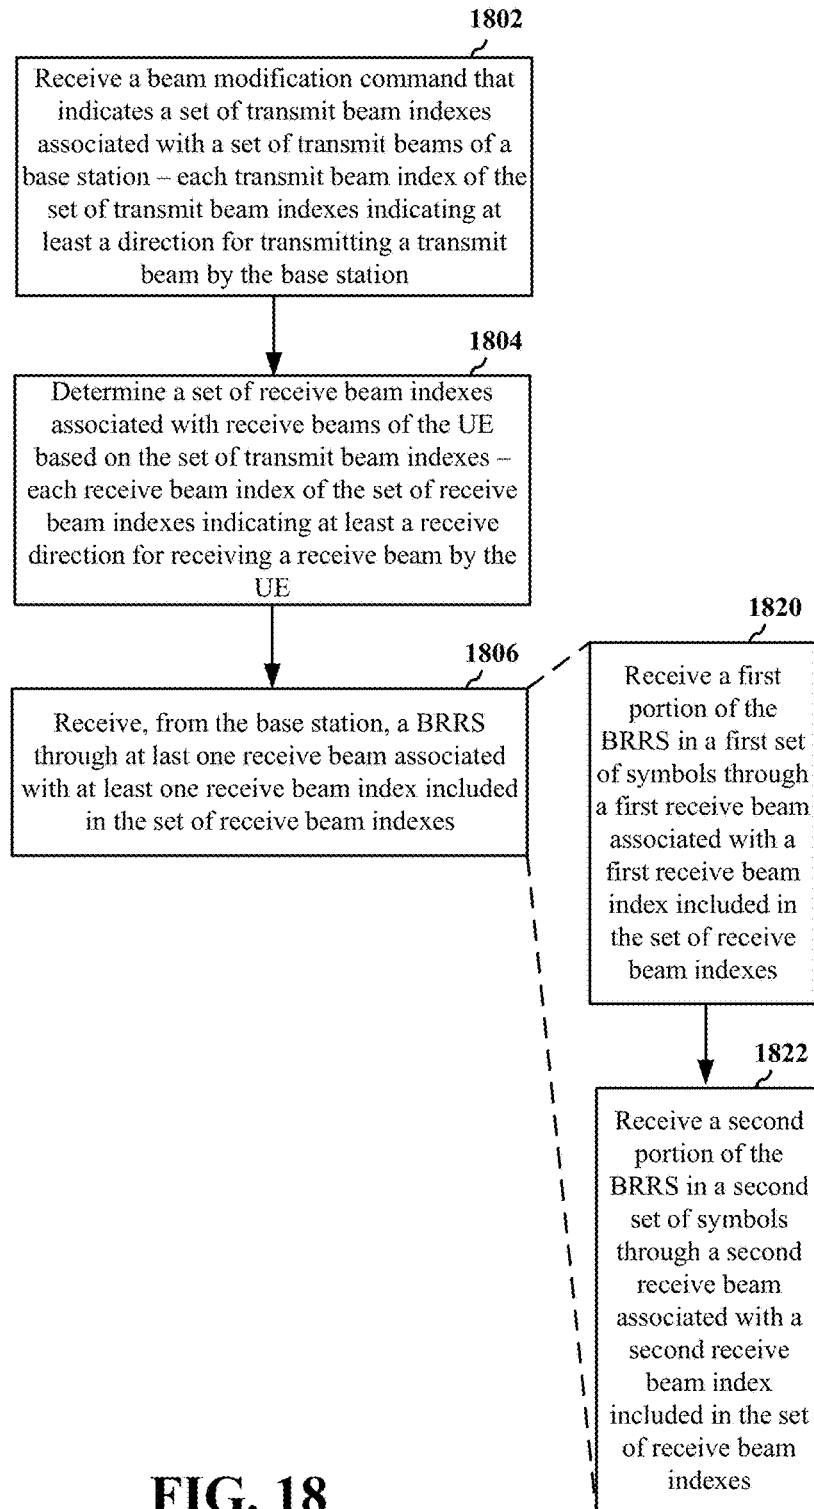 1802
Receive a beam modification command that
indicates a set of transmit beam indexes
associated with a set of transmit beams of a
base station – each transmit beam index of the
set of transmit beam indexes indicating at
least a direction for transmitting a transmit
beam by the base station
1804
Determine a set of receive beam indexes
associated with receive beams of the UE
based on the set of transmit beam indexes –
each receive beam index of the set of receive
beam indexes indicating at least a receive
direction for receiving a receive beam by the
UE
1806
Receive, from the base station, a BRRS
through at last one receive beam associated
with at least one receive beam index included
in the set of receive beam indexes
1820
Receive a first
portion of the
BRRS in a first set
of symbols through
a first receive beam
associated with a
first receive beam
index included in
the set of receive
beam indexes
1822
Receive a second
portion of the
BRRS in a second
set of symbols
through a second
receive beam
associated with a
second receive
beam index
included in the set
of receive beam
indexes
FIG. 18